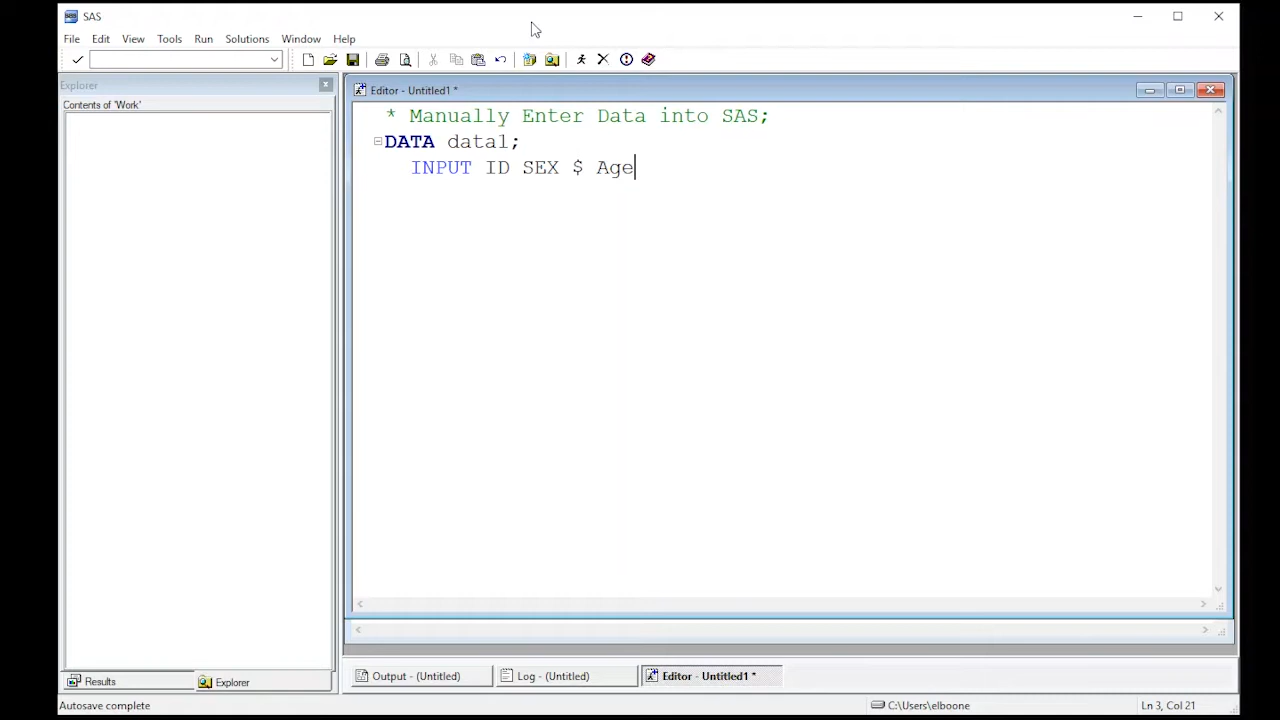 SAS
File Edit View Tools Run Solutions Window Help
Explorer
Contents of 'Work'
Editor - Untitled1 *
* Manually Enter Data into SAS;
DATA data1;
INPUT ID SEX $ Age
Results
Explorer
Output - (Untitled)
Log - (Untitled)
Editor - Untitled1 *
Autosave complete
C:\Users\elboone
Ln 3, Col 21